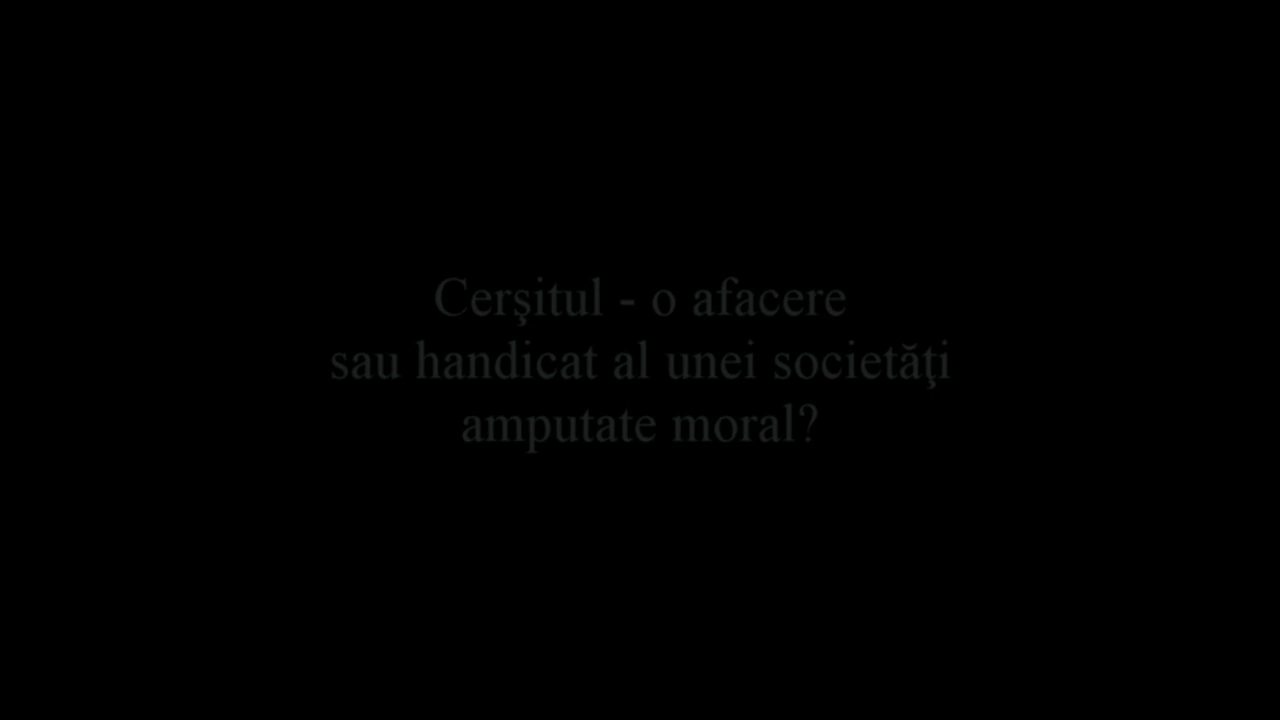 Cerşitul - o afacere
sau handicat al unei societăţi
amputate moral?